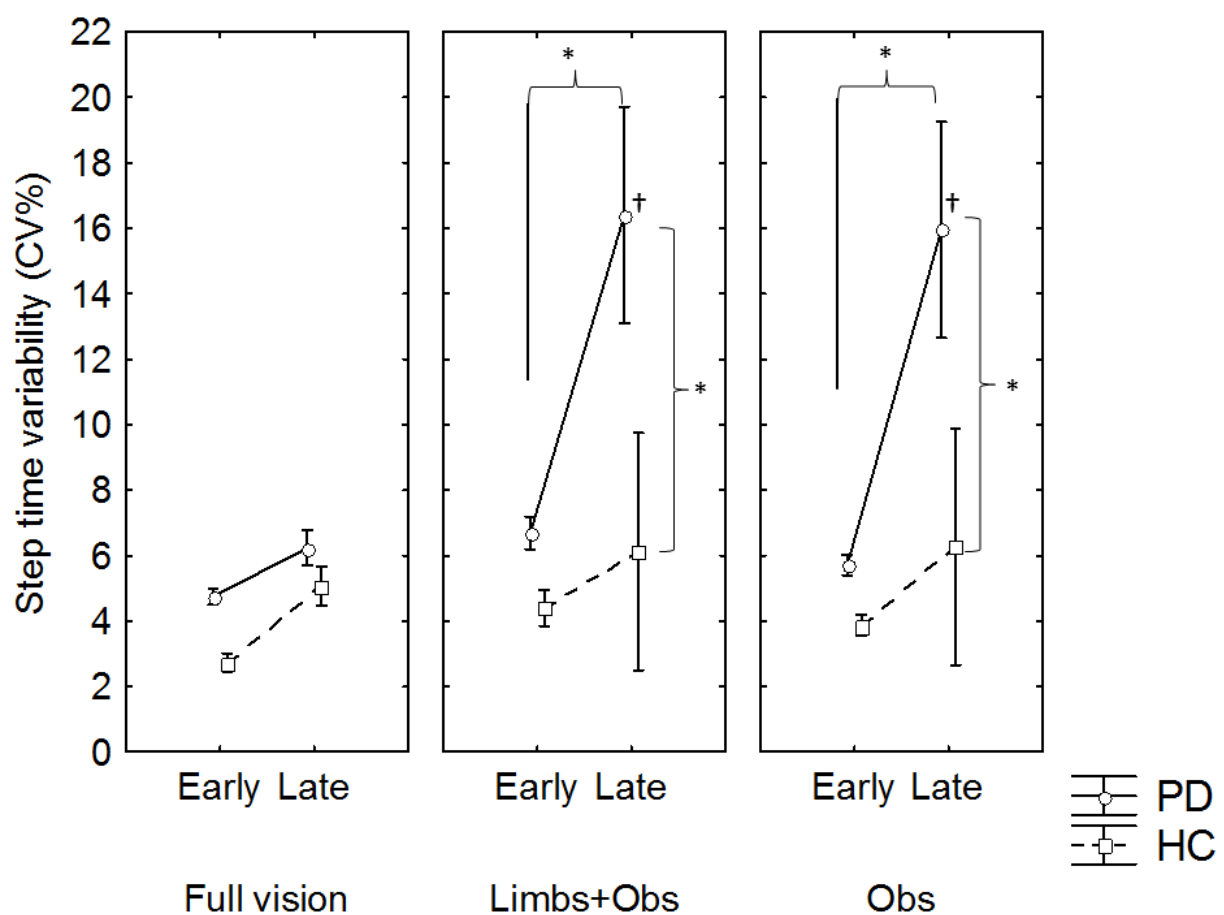 Step time variability (CV%)
22
20
18
16
14
12
10
8
6
4
2
0
*
*
†
*
†
*
Early Late
Early Late
Early Late
Full vision
Limbs+Obs
Obs
PD
HC